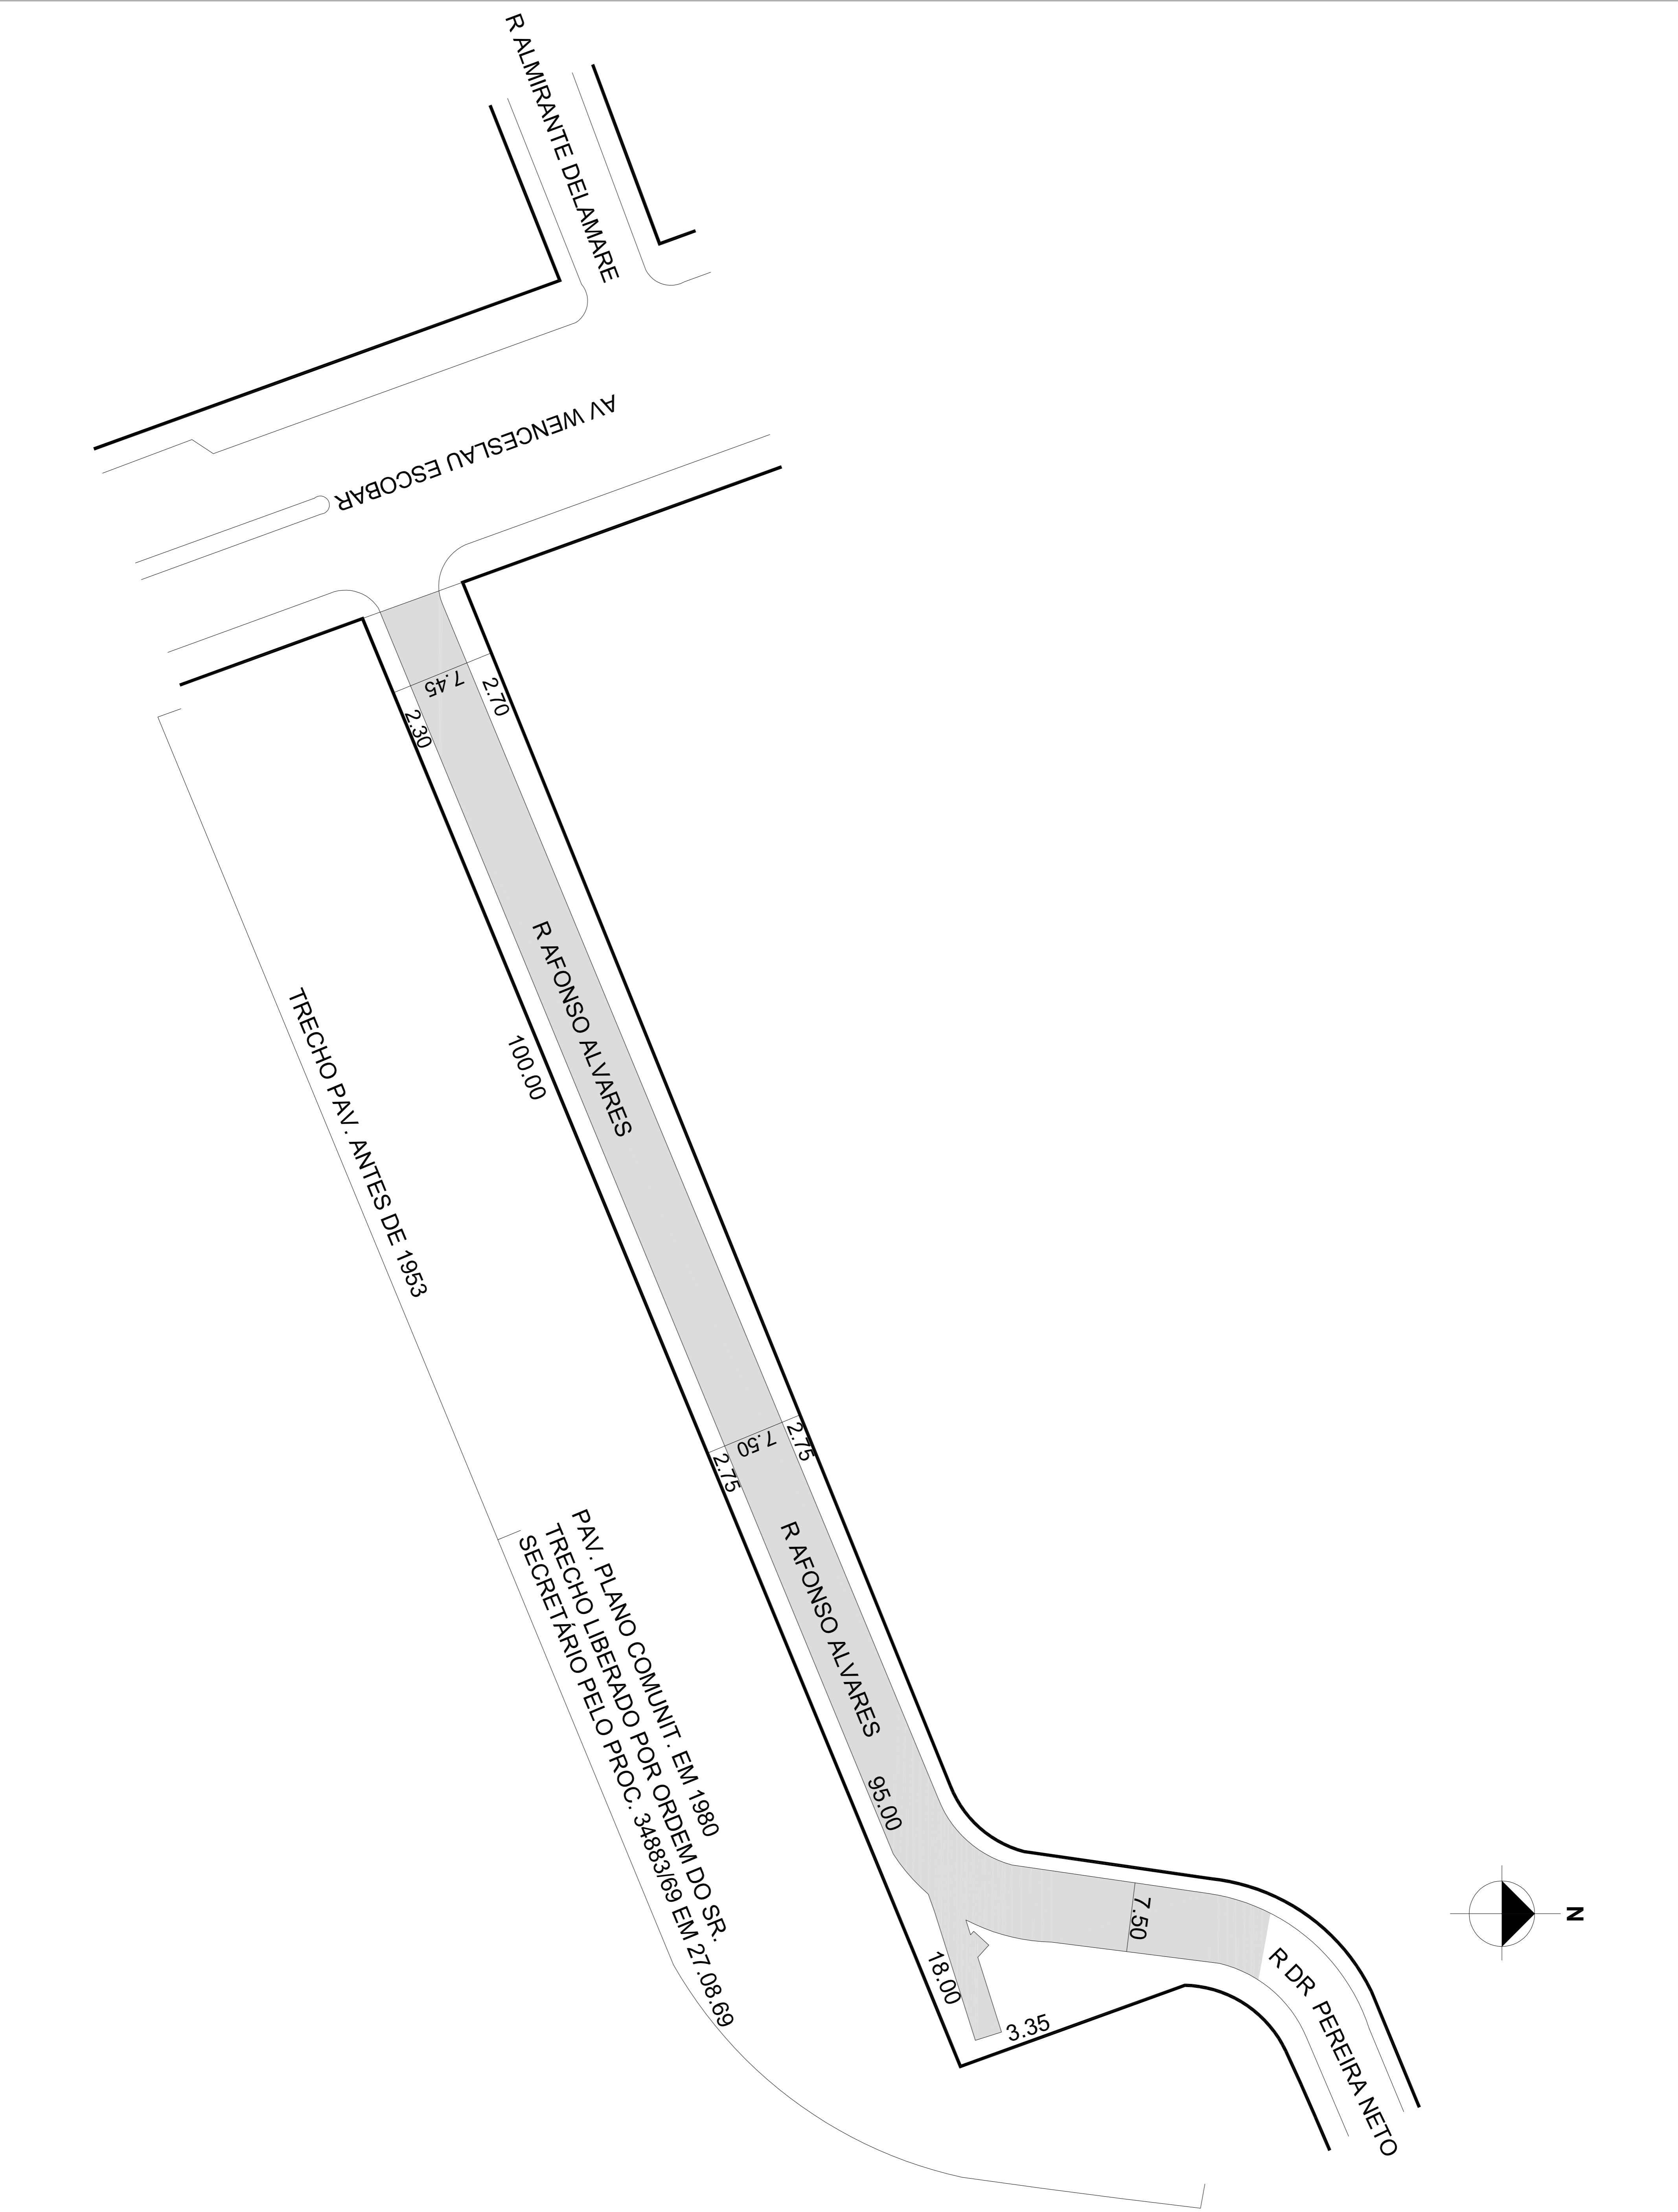 R ALMIRANTE DELAMARE
AV WENCESLAU ESCOBAR
7.45
2.70
2.30
R AFONSO ALVARES
100.00
TRECHO PAV. ANTES DE 1953
7.50
2.75
2.75
R AFONSO ALVARES
PAV. PLANO COMUNIT. EM 1980
TRECHO LIBERADO POR ORDEM DO SR.
SECRETÁRIO PELO PROC. 34883/69 EM 27.08.69
95.00
7.50
N
18.00
3.35
R DR PEREIRA NETO